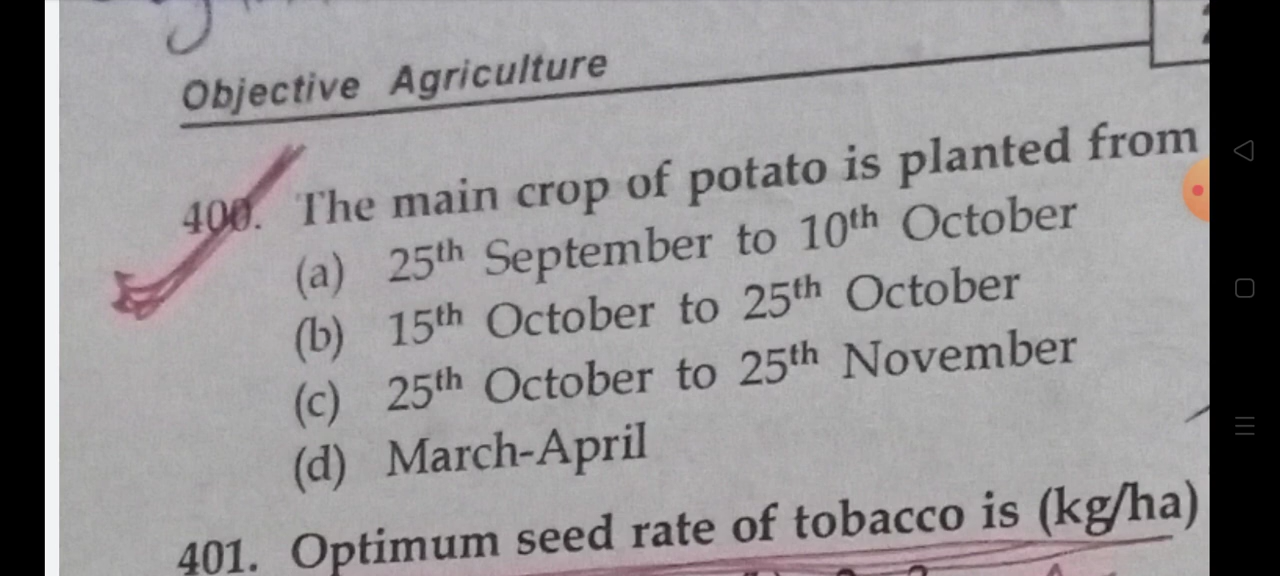 Objective Agriculture
400. The main crop of potato is planted from
(a) 25th September to 10th October
(b) 15th October to 25th October
(c) 25th October to 25th November
(d) March-April
401. Optimum seed rate of tobacco is (kg/ha)